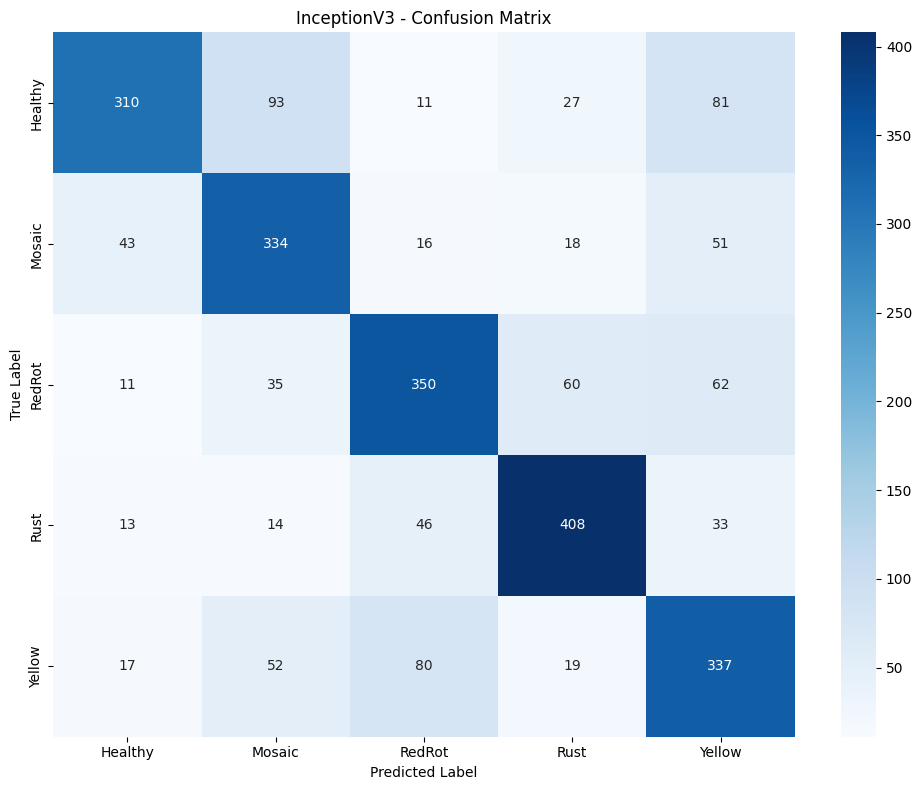 InceptionV3 - Confusion Matrix
True Label
Healthy 310 93 11 27 81
Mosaic 43 334 16 18 51
RedRot 11 35 350 60 62
Rust 13 14 46 408 33
Yellow 17 52 80 19 337
Healthy Mosaic RedRot Rust Yellow
Predicted Label
400
350
300
250
200
150
100
50